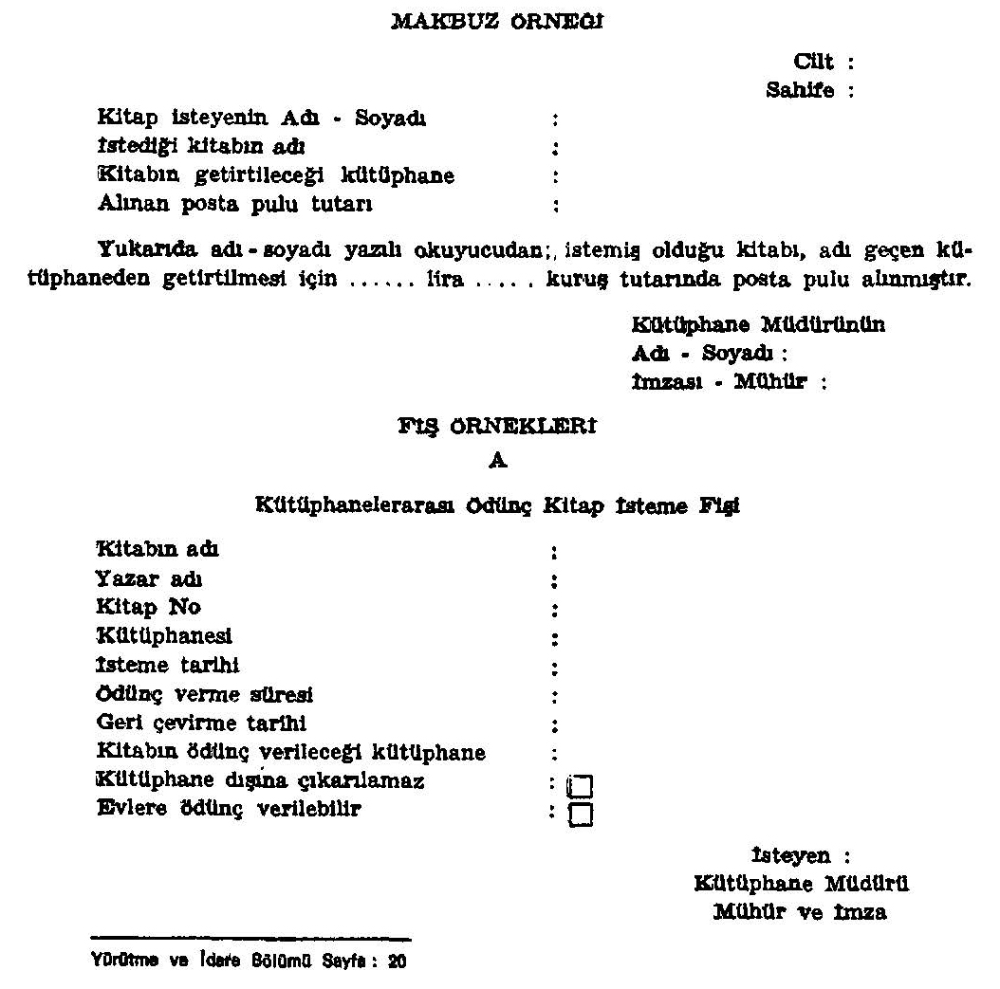 MAKBUZ ÖRNEĞİ
Cilt :
Sahife :
Kitap isteyenin Adı - Soyadı :
İstediği kitabın adı :
Kitabın getirtileceği kütüphane :
Alınan posta pulu tutarı :
Yukarıda adı - soyadı yazılı okuyucudan;, istemiş olduğu kitabı, adı geçen kü-
tüphaneden getirtilmesi için ...... lira ..... kuruş tutarında posta pulu alınmıştır.
Kütüphane Müdürünün
Adı - Soyadı :
İmzası - Mühür :
FİŞ ÖRNEKLERİ
A
Kütüphanelerarası Ödünç Kitap İsteme Fişi
Kitabın adı :
Yazar adı :
Kitap No :
Kütüphanesi :
İsteme tarihi :
Ödünç verme süresi :
Geri çevirme tarihi :
Kitabın ödünç verileceği kütüphane :
Kütüphane dışına çıkarılamaz : □
Evlere ödünç verilebilir : □
İsteyen :
Kütüphane Müdürü
Mühür ve İmza
Yürütme ve İdare Bölümü Sayfa : 20